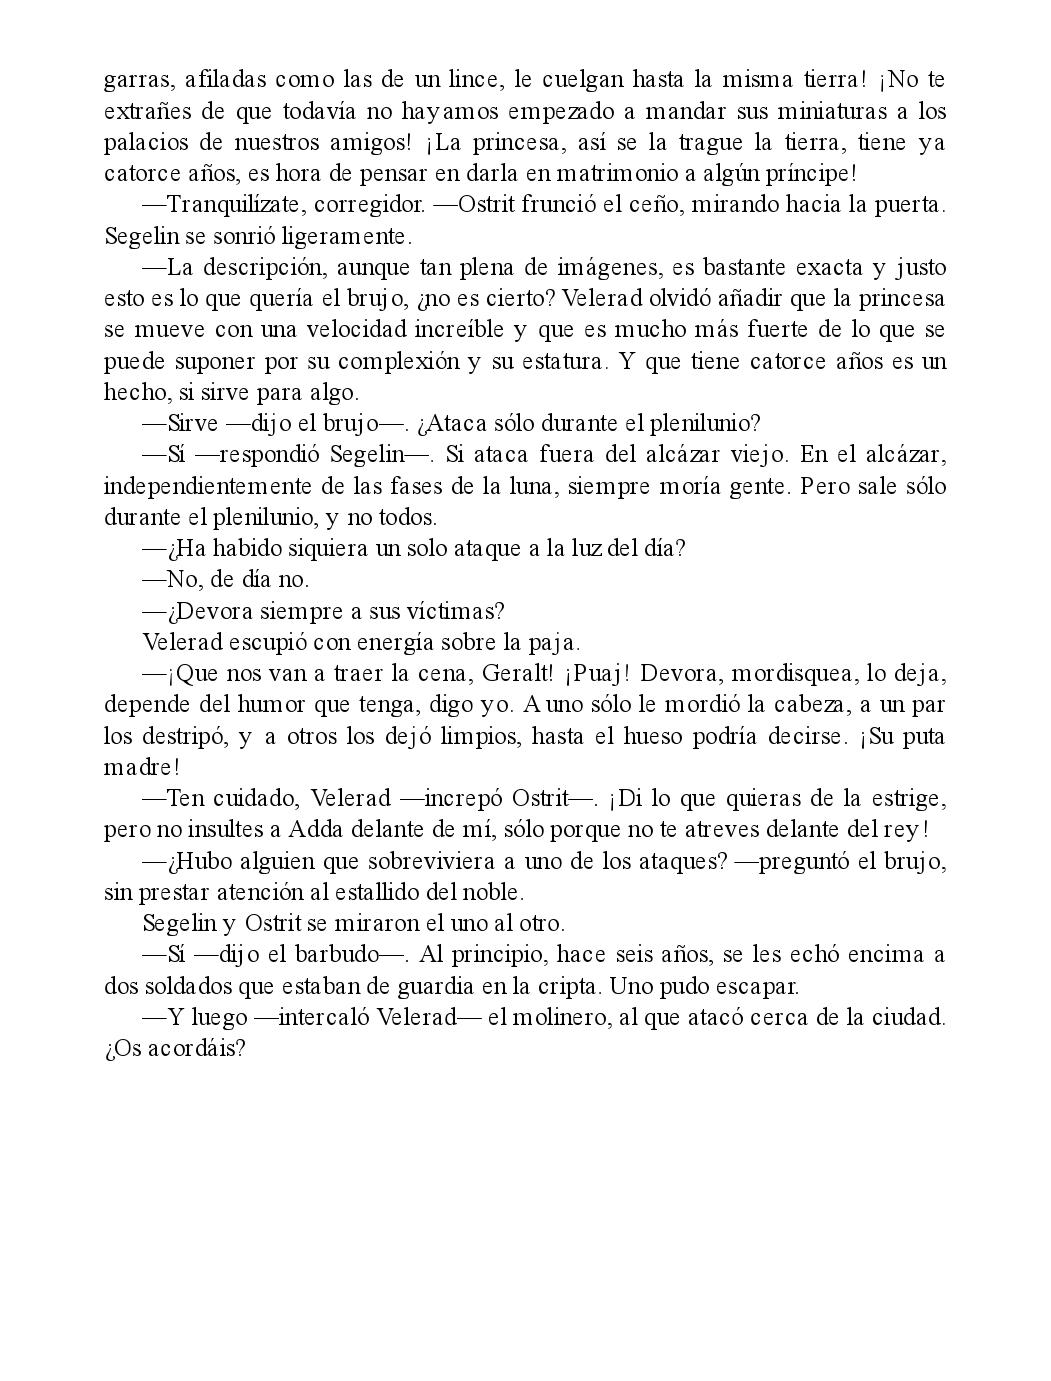 garras, afiladas como las de un lince, le cuelgan hasta la misma tierra! ¡No te
extrañes de que todavía no hayamos empezado a mandar sus miniaturas a los
palacios de nuestros amigos! ¡La princesa, así se la trague la tierra, tiene ya
catorce años, es hora de pensar en darla en matrimonio a algún príncipe!
—Tranquilízate, corregidor. —Ostrit frunció el ceño, mirando hacia la puerta.
Segelin se sonrió ligeramente.
—La descripción, aunque tan plena de imágenes, es bastante exacta y justo
esto es lo que quería el brujo, ¿no es cierto? Velerad olvidó añadir que la princesa
se mueve con una velocidad increíble y que es mucho más fuerte de lo que se
puede suponer por su complexión y su estatura. Y que tiene catorce años es un
hecho, si sirve para algo.
—Sirve —dijo el brujo—. ¿Ataca sólo durante el plenilunio?
—Sí —respondió Segelin—. Si ataca fuera del alcázar viejo. En el alcázar,
independientemente de las fases de la luna, siempre moría gente. Pero sale sólo
durante el plenilunio, y no todos.
—¿Ha habido siquiera un solo ataque a la luz del día?
—No, de día no.
—¿Devora siempre a sus víctimas?
Velerad escupió con energía sobre la paja.
—¡Que nos van a traer la cena, Geralt! ¡Puaj! Devora, mordisquea, lo deja,
depende del humor que tenga, digo yo. A uno sólo le mordió la cabeza, a un par
los destripó, y a otros los dejó limpios, hasta el hueso podría decirse. ¡Su puta
madre!
—Ten cuidado, Velerad —increpó Ostrit—. ¡Di lo que quieras de la estrige,
pero no insultes a Adda delante de mí, sólo porque no te atreves delante del rey!
—¿Hubo alguien que sobreviviera a uno de los ataques? —preguntó el brujo,
sin prestar atención al estallido del noble.
Segelin y Ostrit se miraron el uno al otro.
—Sí —dijo el barbudo—. Al principio, hace seis años, se les echó encima a
dos soldados que estaban de guardia en la cripta. Uno pudo escapar.
—Y luego —intercaló Velerad— el molinero, al que atacó cerca de la ciudad.
¿Os acordáis?